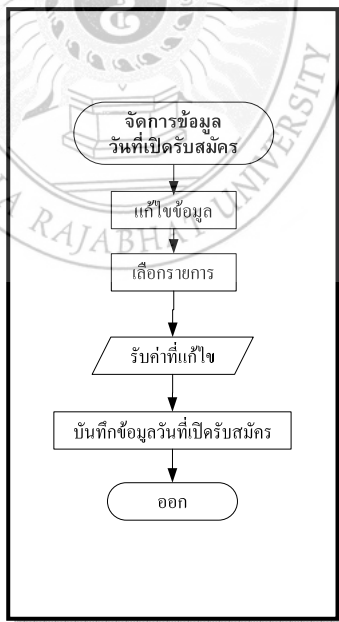 จัดการข้อมูล
วันที่เปิดรับสมัคร
แก้ไขข้อมูล
เลือกรายการ
รับค่าที่แก้ไข
บันทึกข้อมูลวันที่เปิดรับสมัคร
ออก
RAJABHAT UNIVERSITY